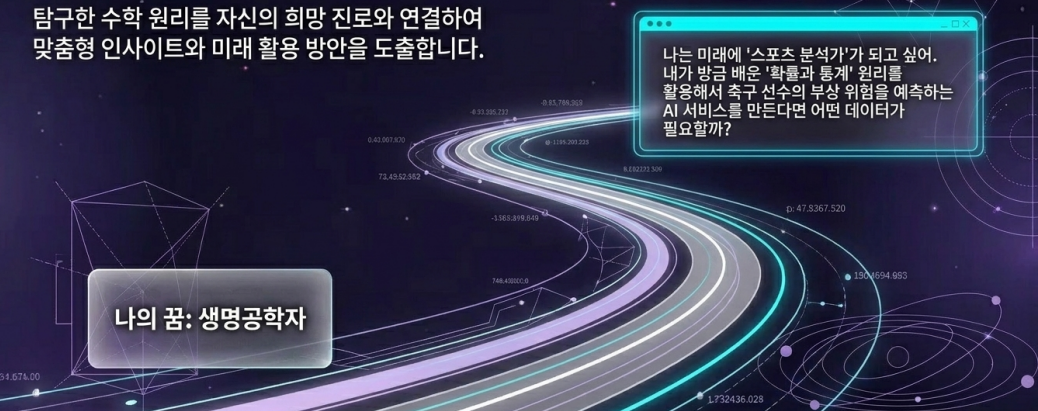 탐구한 수학 원리를 자신의 희망 진로와 연결하여
맞춤형 인사이트와 미래 활용 방안을 도출합니다.
나는 미래에 '스포츠 분석가'가 되고 싶어.
내가 방금 배운 '확률과 통계' 원리를
활용해서 축구 선수의 부상 위험을 예측하는
AI 서비스를 만든다면 어떤 데이터가
필요할까?
나의 꿈: 생명공학자
p: 47.8367.520
1.732436.028